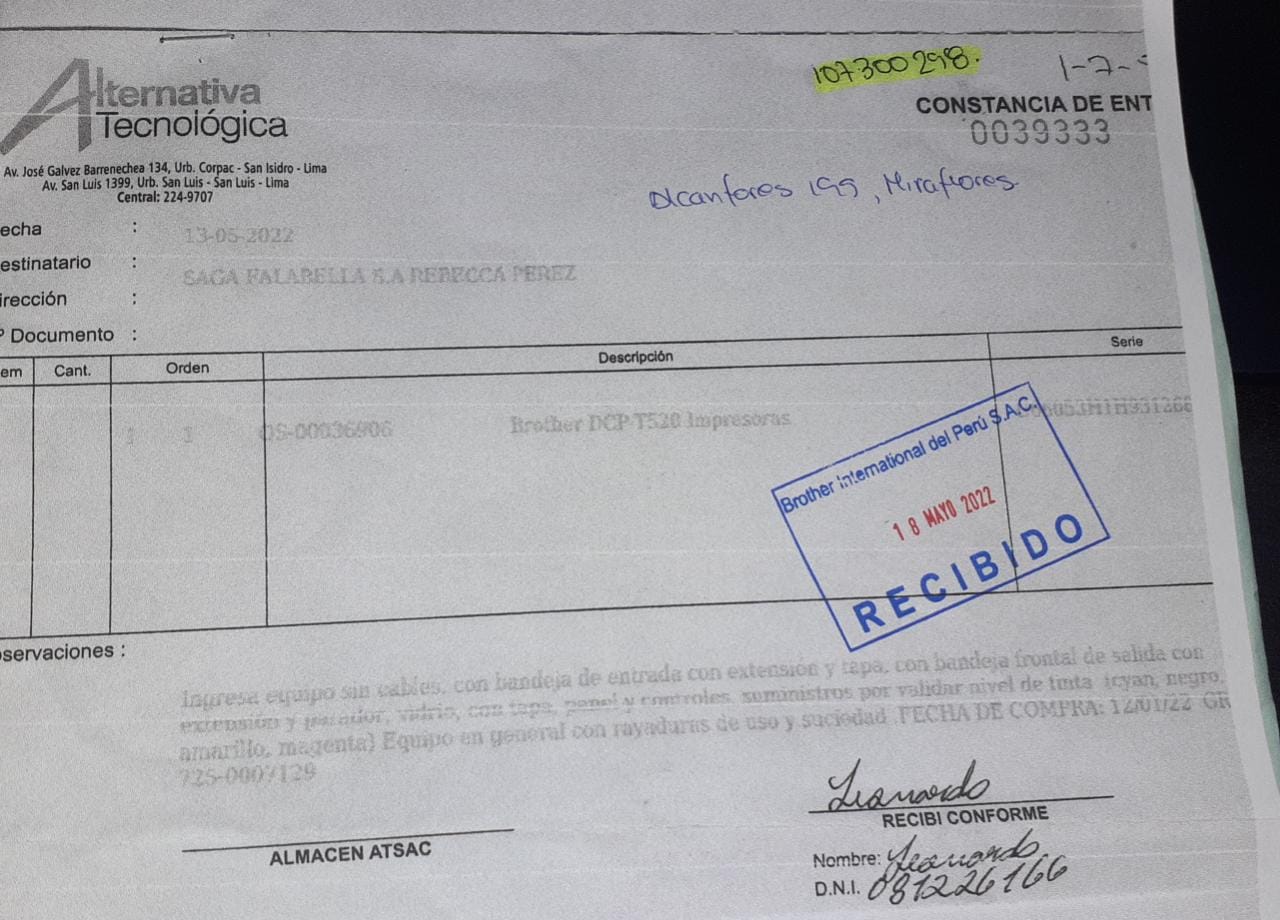 107300298.
1-7-
Alternativa
Tecnológica
CONSTANCIA DE ENT
0039333
Av. José Galvez Barrenechea 134, Urb. Corpac - San Isidro - Lima
Av. San Luis 1399, Urb. San Luis - San Luis - Lima
Central: 224-9707
Alcanfores 199, Miraflores.
echa : 13-05-2022
estinatario : SAGA FALABELLA S.A REBECCA PEREZ
irección :
º Documento :
em Cant. Orden Descripción Serie
1 1 OS-00036906 Brother DCP T520 Impresoras
Brother International del Perú S.A.C.
18 MAYO 2022
RECIBIDO
servaciones :
Ingresa equipo sin cables, con bandeja de entrada con extensión y tapa, con bandeja frontal de salida con
extensión y parador, vidrio, con tapa, panel y controles, suministros por validar nivel de tinta (cyan, negro,
amarillo, magenta) Equipo en general con rayaduras de uso y suciedad .FECHA DE COMPRA: 12/01/22 GR
725-0007129
Leonardo
RECIBI CONFORME
ALMACEN ATSAC
Nombre: Leonardo
D.N.I. 081226166